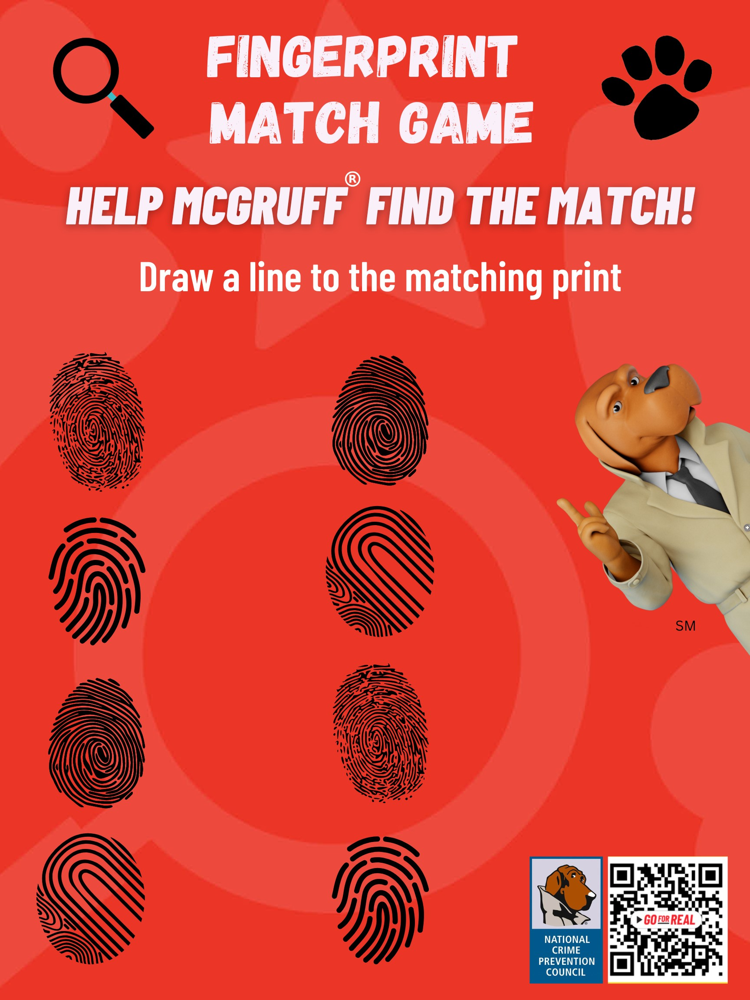 FINGERPRINT
MATCH GAME
HELP MCGRUFF® FIND THE MATCH!
Draw a line to the matching print
SM
®
NATIONAL
CRIME
PREVENTION
COUNCIL
GO FOR REAL